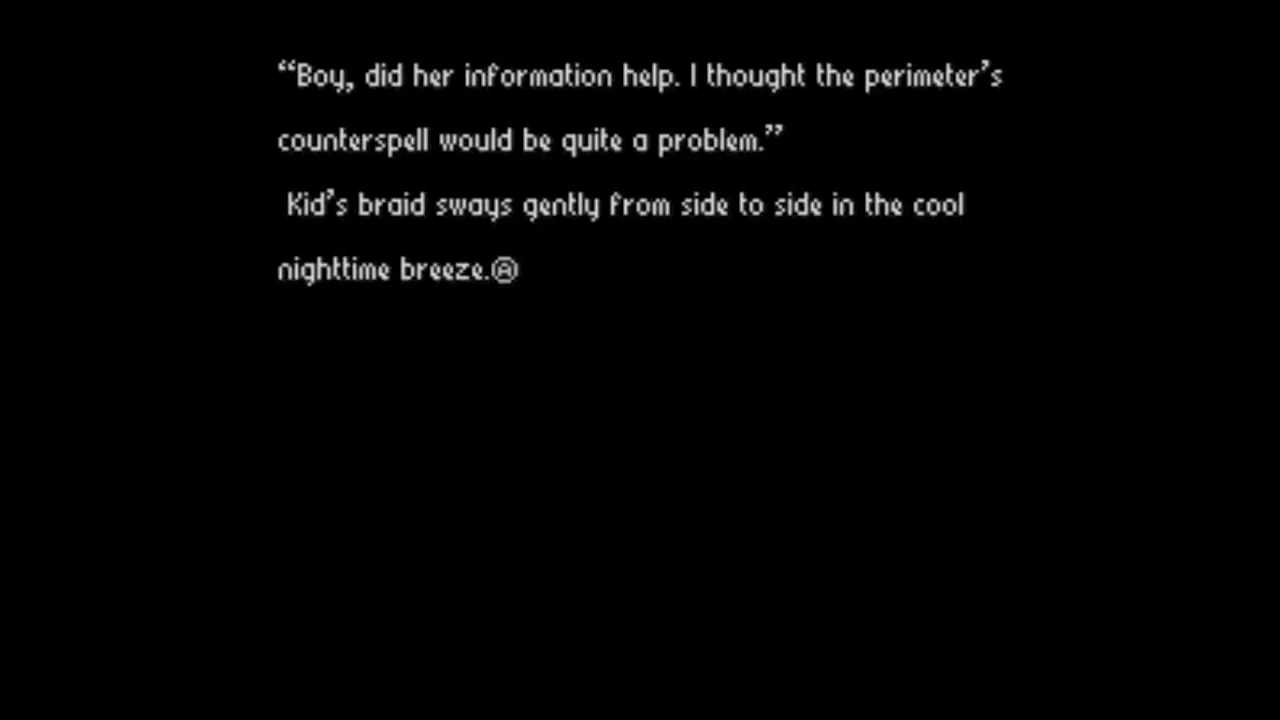 “Boy, did her information help. I thought the perimeter’s
counterspell would be quite a problem.”
Kid’s braid sways gently from side to side in the cool
nighttime breeze.Ⓐ